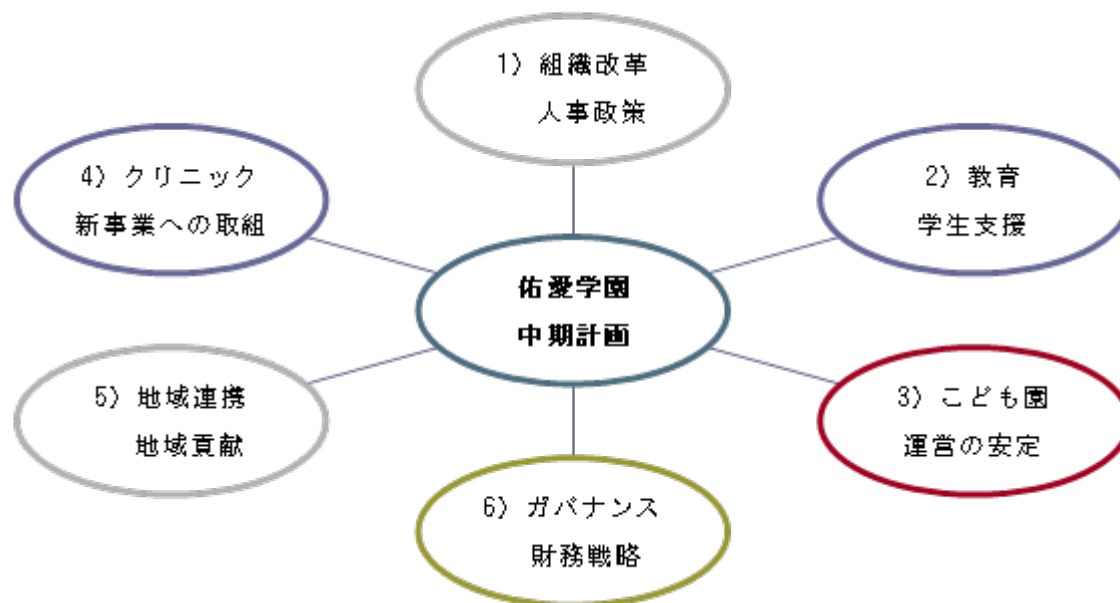 1) 組織改革
人事政策
2) 教育
学生支援
3) こども園
運営の安定
4) クリニック
新事業への取組
5) 地域連携
地域貢献
6) ガバナンス
財務戦略
佑愛学園
中期計画